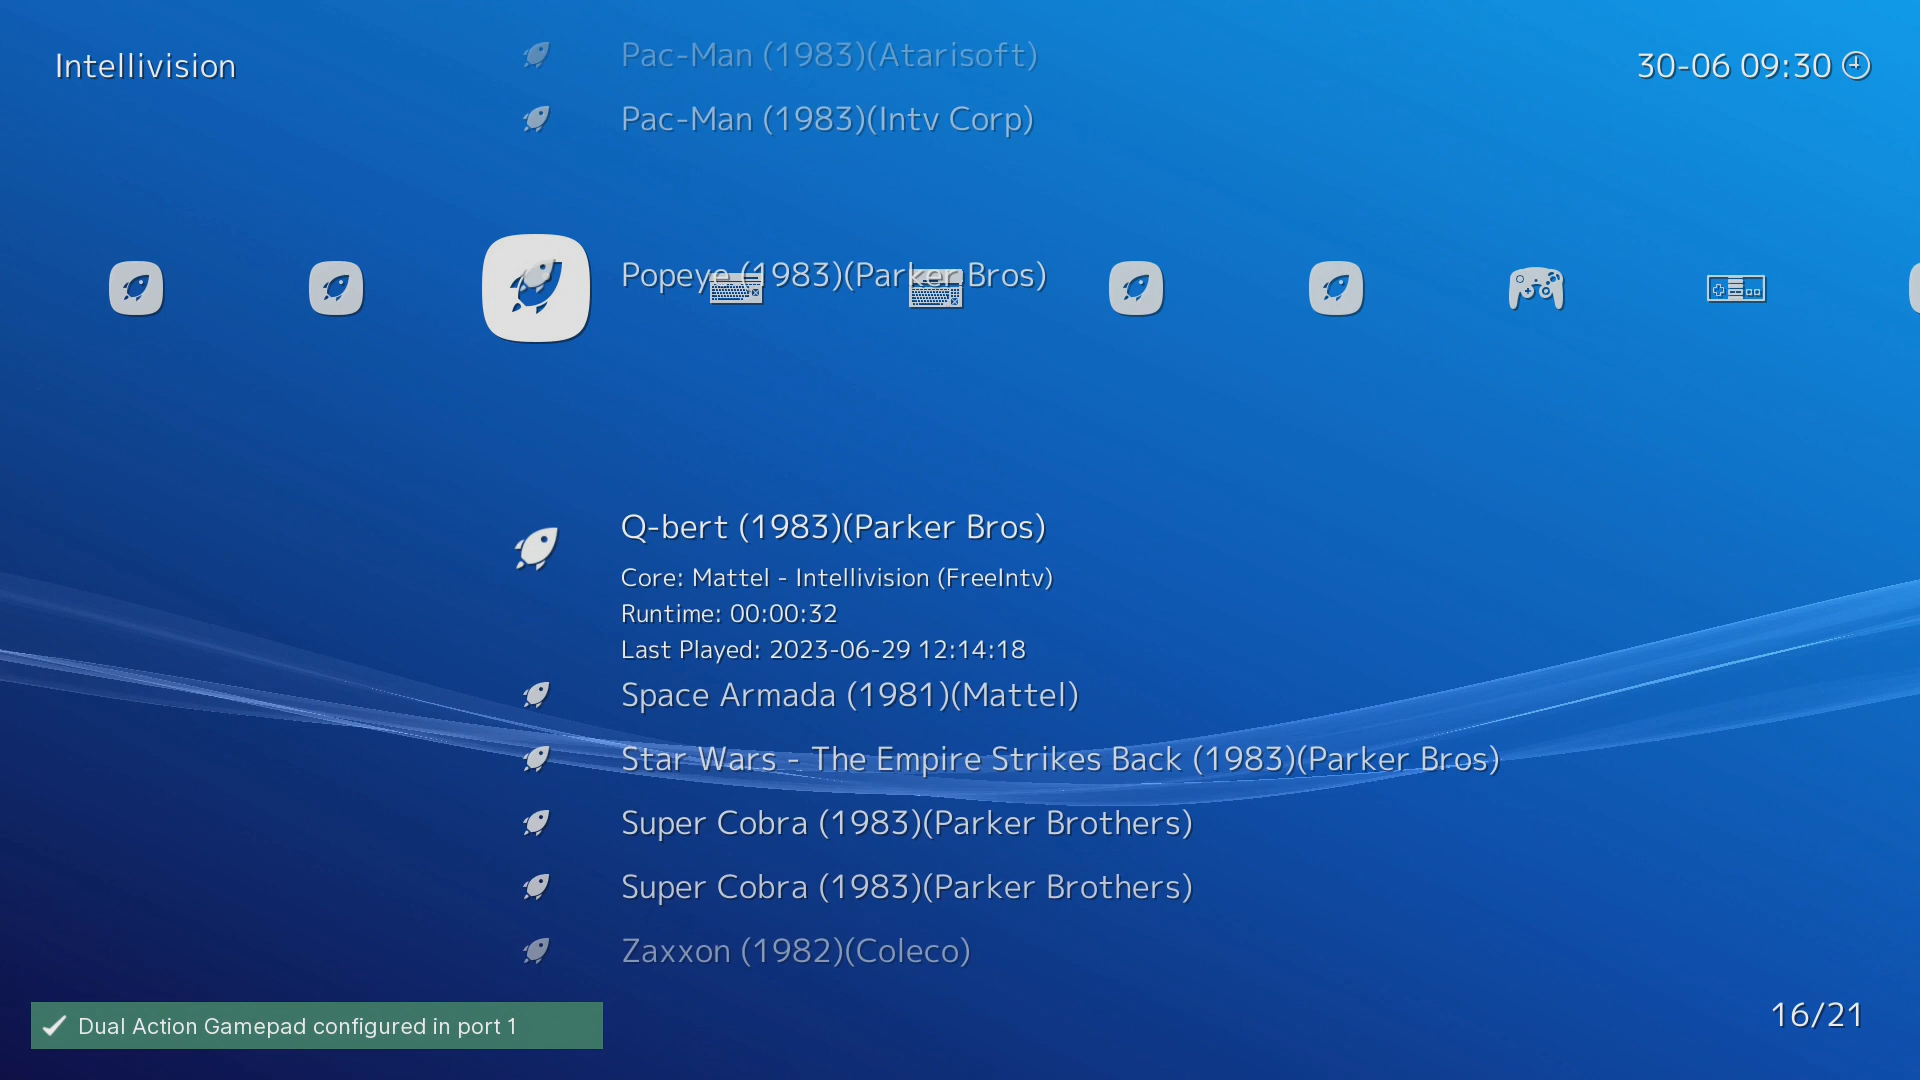 Intellivision
30-06 09:30
Pac-Man (1983)(Atarisoft)
Pac-Man (1983)(Intv Corp)
Popeye (1983)(Parker Bros)
Q-bert (1983)(Parker Bros)
Core: Mattel - Intellivision (FreeIntv)
Runtime: 00:00:32
Last Played: 2023-06-29 12:14:18
Space Armada (1981)(Mattel)
Star Wars - The Empire Strikes Back (1983)(Parker Bros)
Super Cobra (1983)(Parker Brothers)
Super Cobra (1983)(Parker Brothers)
Zaxxon (1982)(Coleco)
Dual Action Gamepad configured in port 1
16/21